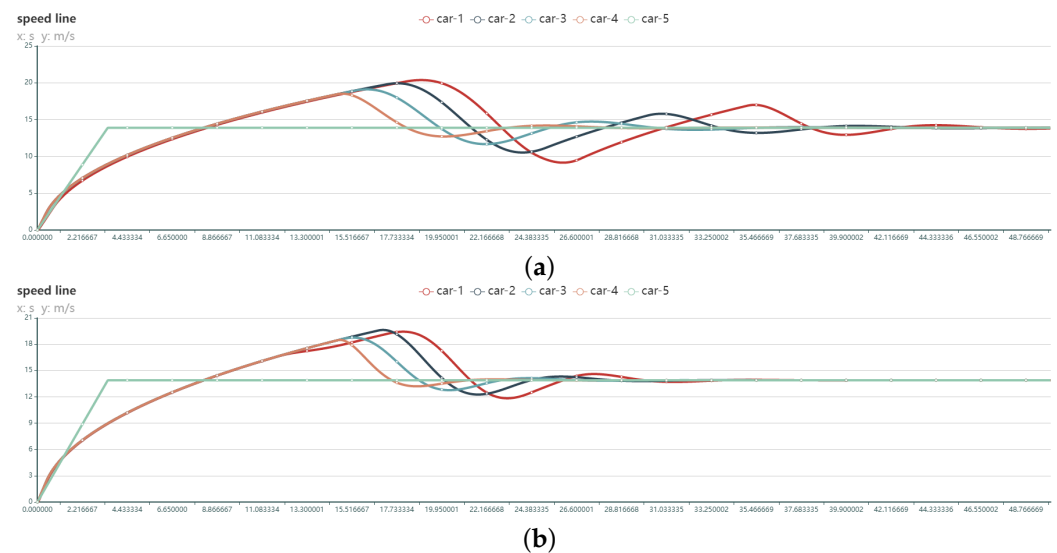 speed line
car-1 car-2 car-3 car-4 car-5
x: s y: m/s
25
20
15
10
5
0
0.000000 2.216667 4.433334 6.650000 8.866667 11.083334 13.300001 15.516667 17.733334 19.950001 22.166668 24.383335 26.600001 28.816668 31.033335 33.250002 35.466669 37.683335 39.900002 42.116669 44.333336 46.550002 48.766669
(a)
speed line
car-1 car-2 car-3 car-4 car-5
x: s y: m/s
21
18
15
12
9
6
3
0
0.000000 2.216667 4.433334 6.650000 8.866667 11.083334 13.300001 15.516667 17.733334 19.950001 22.166668 24.383335 26.600001 28.816668 31.033335 33.250002 35.466669 37.683335 39.900002 42.116669 44.333336 46.550002 48.766669
(b)